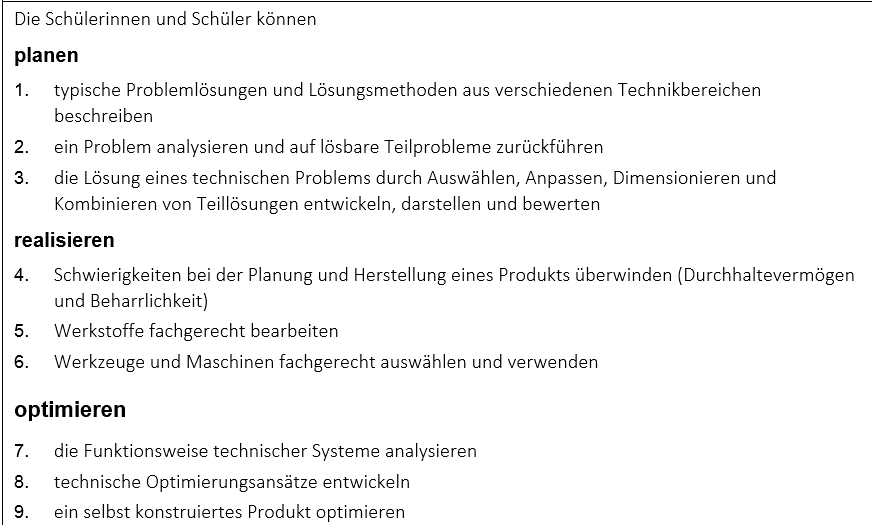 Die Schülerinnen und Schüler können
planen
1. typische Problemlösungen und Lösungsmethoden aus verschiedenen Technikbereichen
beschreiben
2. ein Problem analysieren und auf lösbare Teilprobleme zurückführen
3. die Lösung eines technischen Problems durch Auswählen, Anpassen, Dimensionieren und
Kombinieren von Teillösungen entwickeln, darstellen und bewerten
realisieren
4. Schwierigkeiten bei der Planung und Herstellung eines Produkts überwinden (Durchhaltevermögen
und Beharrlichkeit)
5. Werkstoffe fachgerecht bearbeiten
6. Werkzeuge und Maschinen fachgerecht auswählen und verwenden
optimieren
7. die Funktionsweise technischer Systeme analysieren
8. technische Optimierungsansätze entwickeln
9. ein selbst konstruiertes Produkt optimieren